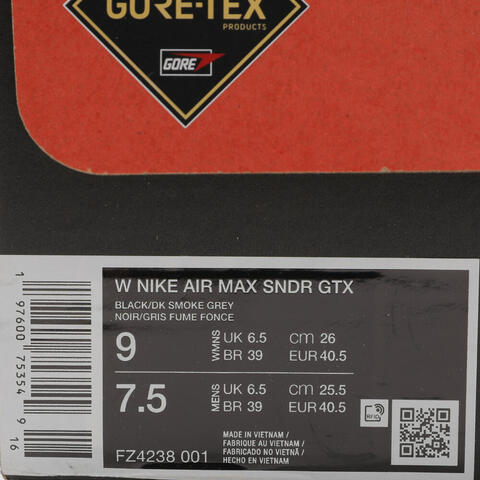 GORE-TEX
PRODUCTS
GORE
W NIKE AIR MAX SNDR GTX
BLACK/DK SMOKE GREY
NOIR/GRIS FUME FONCE
9 WMNS UK 6.5 cm 26
BR 39 EUR 40.5
7.5 MENS UK 6.5 cm 25.5
BR 39 EUR 40.5
RFID
MADE IN VIETNAM /
FABRIQUE AU VIETNAM /
FABRICADO NO VIETNÃ /
HECHO EN VIETNAM
FZ4238 001
1 97600 75354 9 16